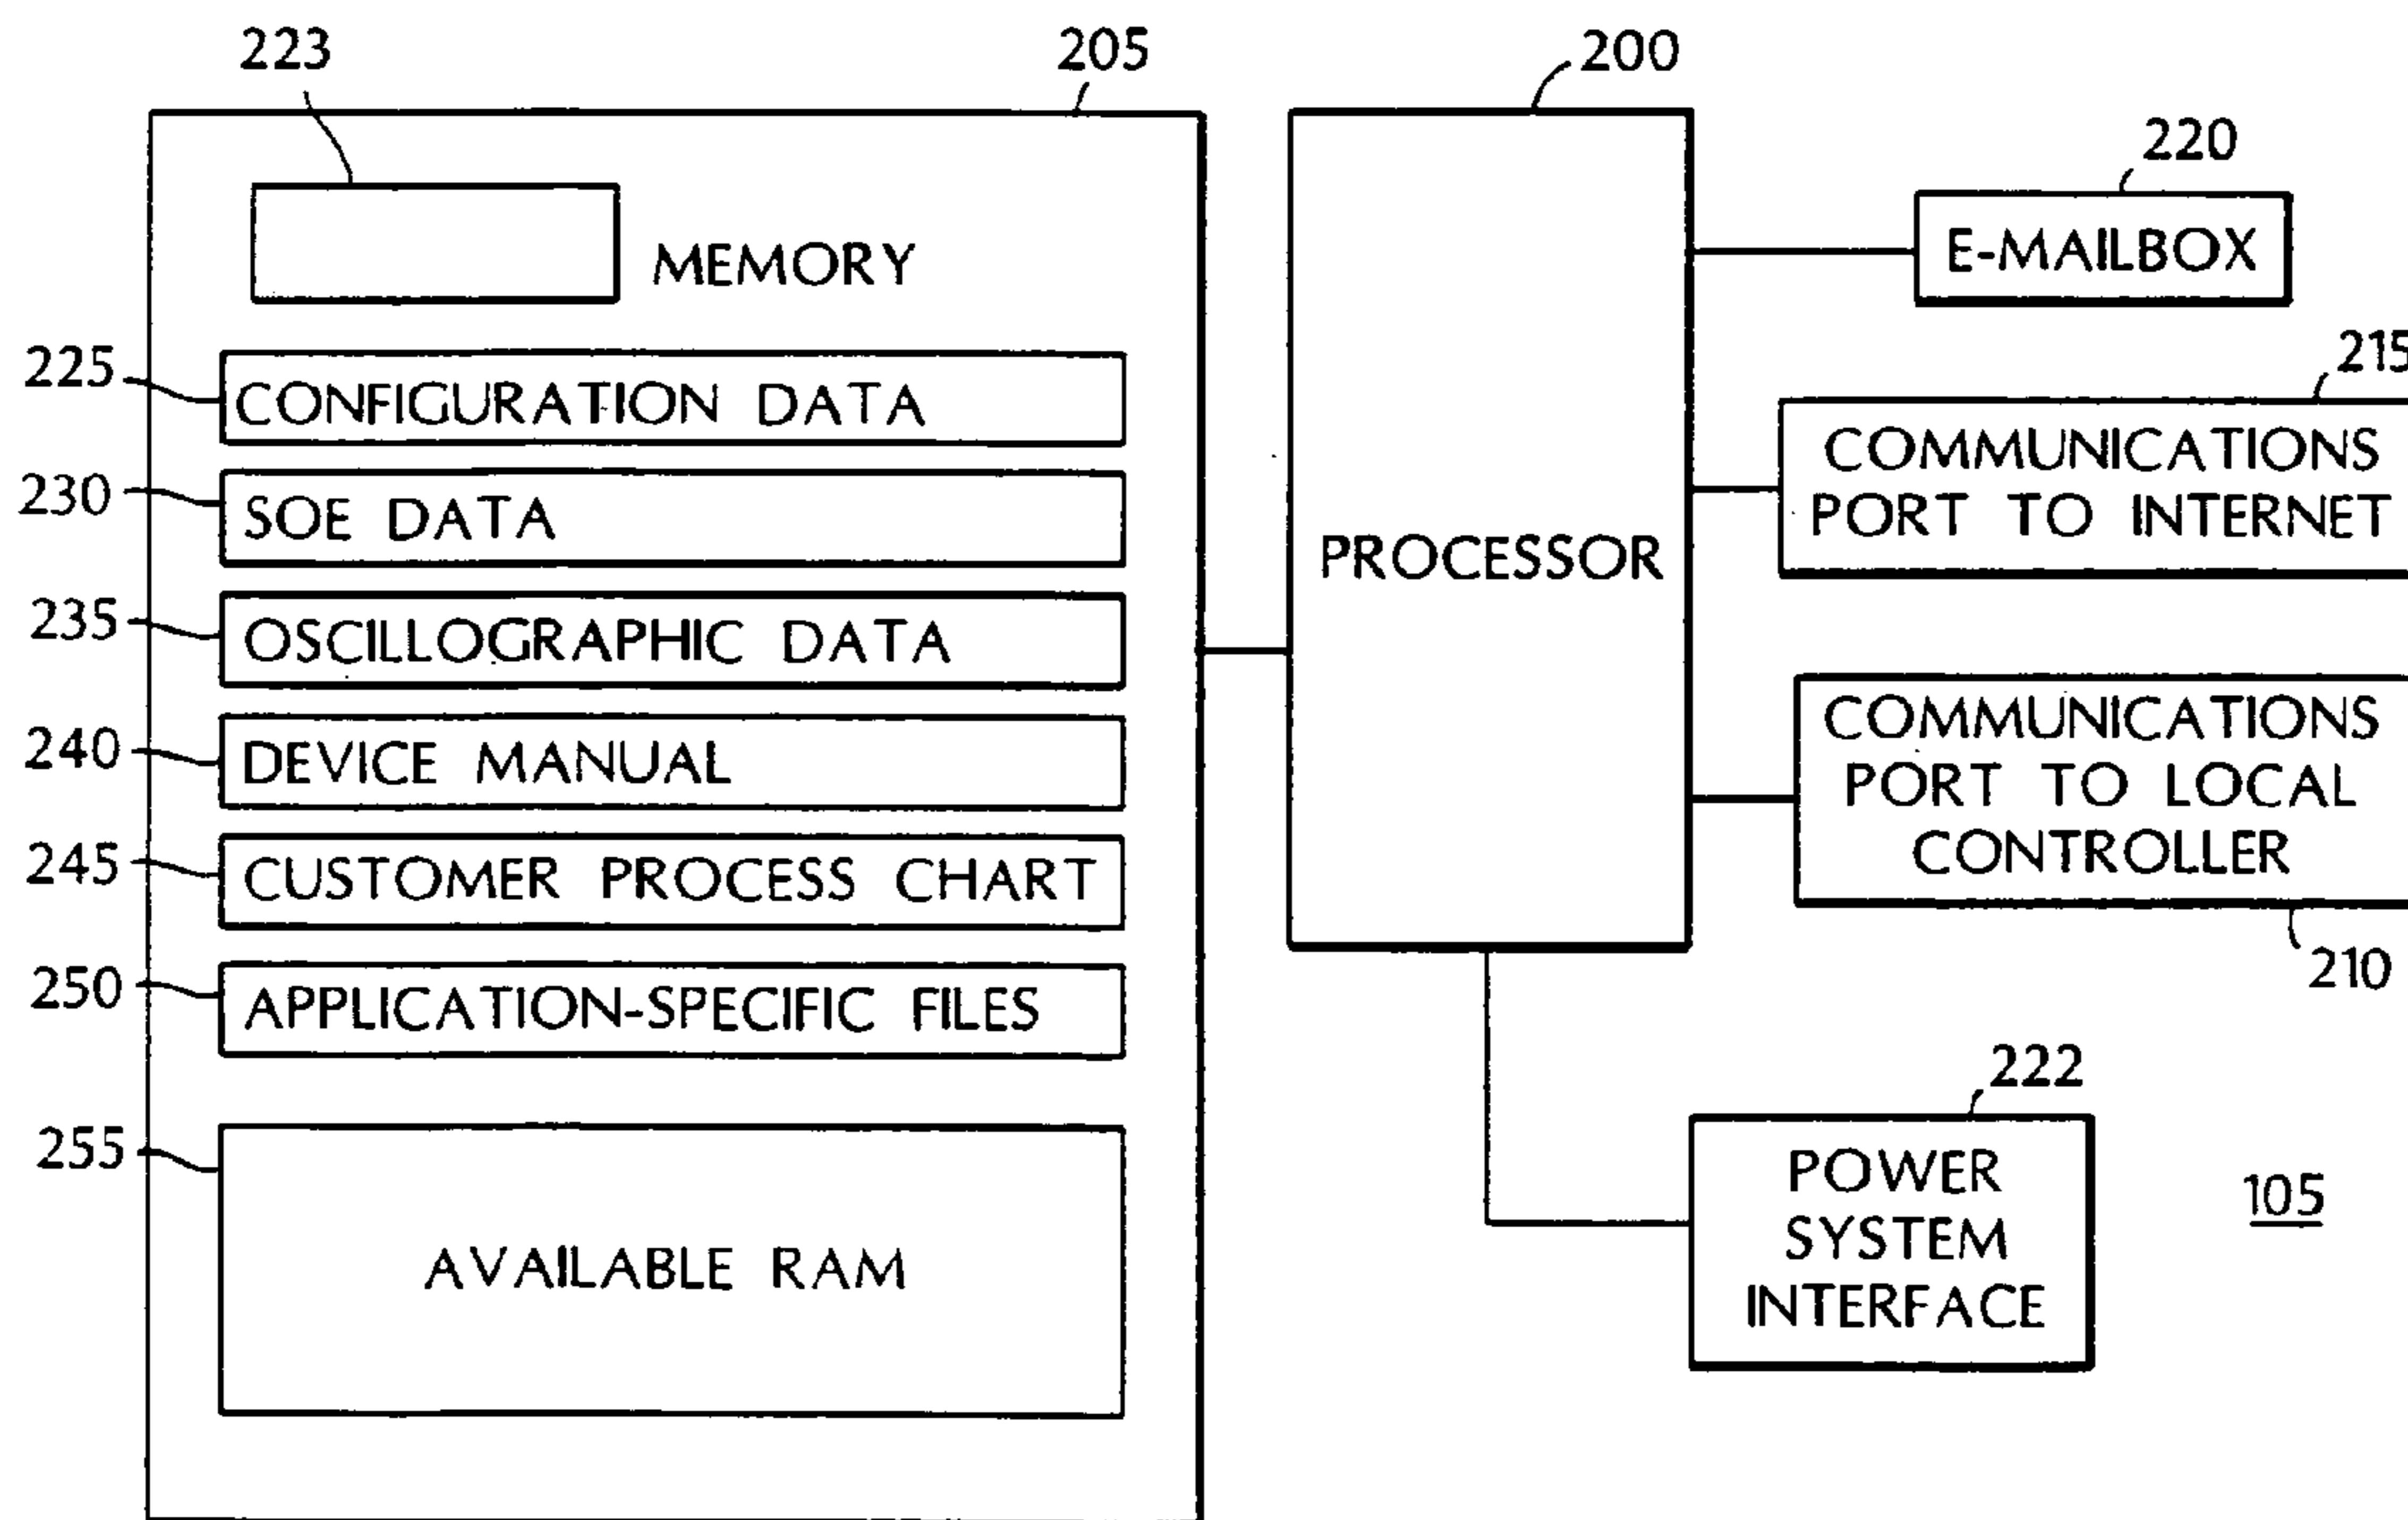 223
205
200
220
MEMORY
E-MAILBOX
215
225
CONFIGURATION DATA
COMMUNICATIONS
PORT TO INTERNET
230
SOE DATA
PROCESSOR
235
OSCILLOGRAPHIC DATA
240
DEVICE MANUAL
COMMUNICATIONS
PORT TO LOCAL
CONTROLLER
210
245
CUSTOMER PROCESS CHART
250
APPLICATION-SPECIFIC FILES
222
255
AVAILABLE RAM
POWER
SYSTEM
INTERFACE
105